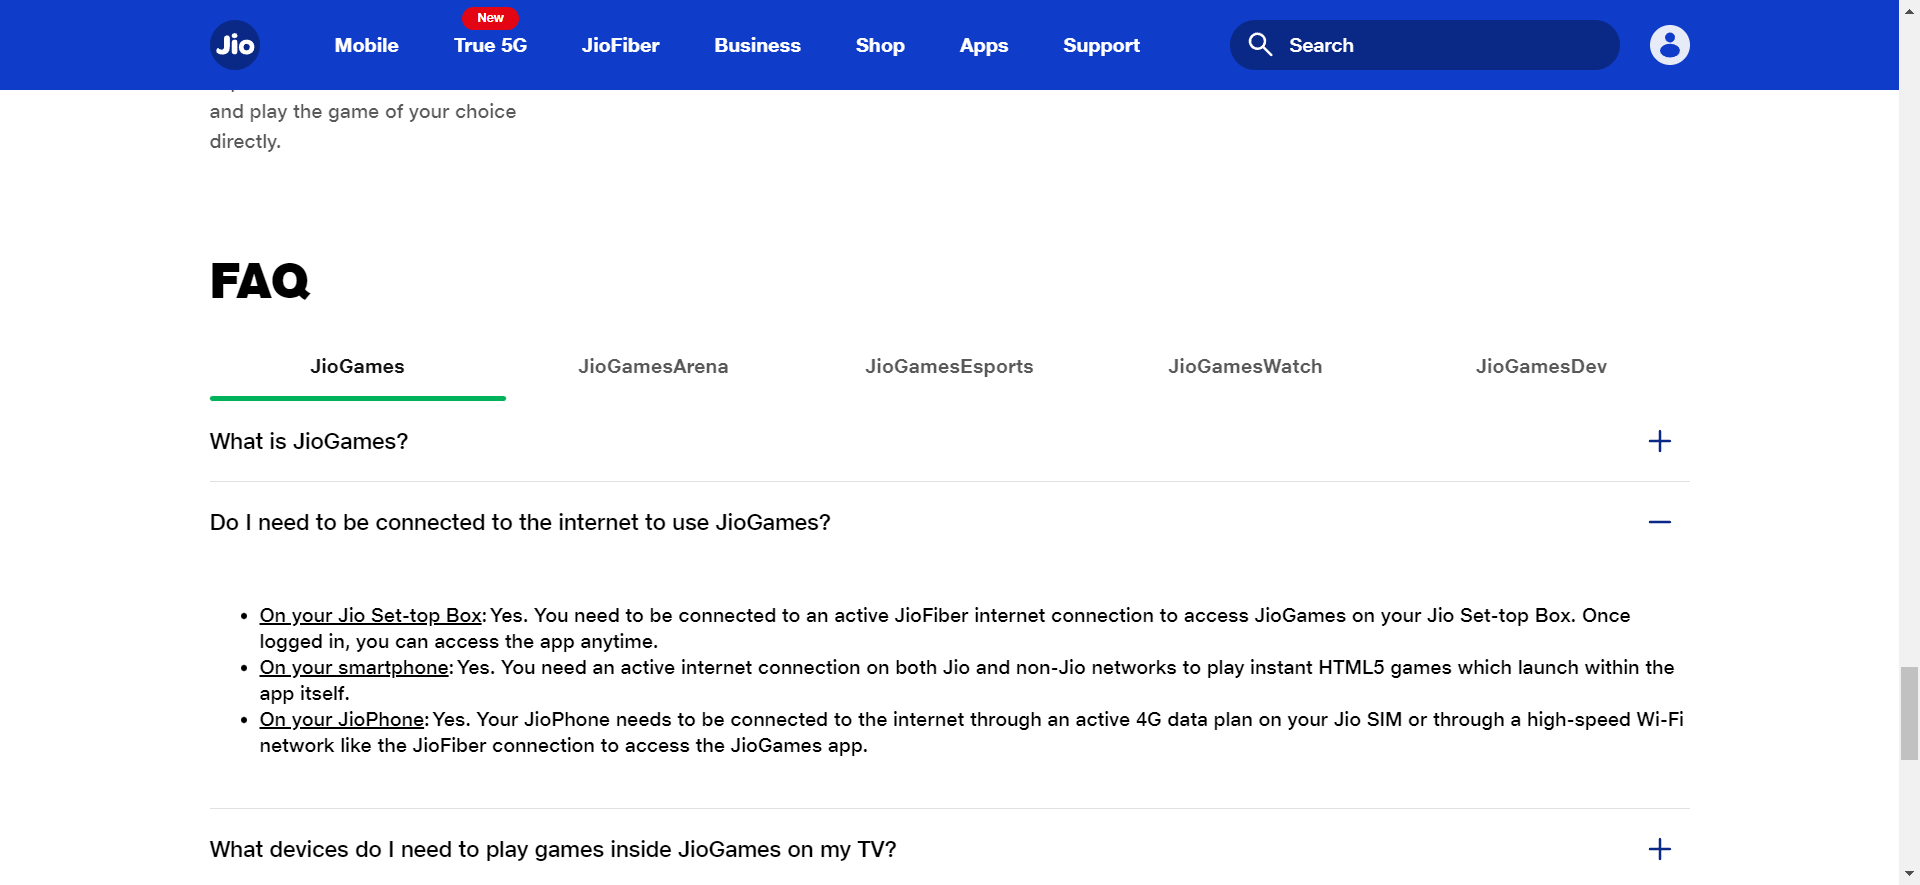 New
Jio
Mobile
True 5G
JioFiber
Business
Shop
Apps
Support
Search
and play the game of your choice
directly.
FAQ
JioGames
JioGamesArena
JioGamesEsports
JioGamesWatch
JioGamesDev
What is JioGames?
Do I need to be connected to the internet to use JioGames?
• On your Jio Set-top Box: Yes. You need to be connected to an active JioFiber internet connection to access JioGames on your Jio Set-top Box. Once
logged in, you can access the app anytime.
• On your smartphone: Yes. You need an active internet connection on both Jio and non-Jio networks to play instant HTML5 games which launch within the
app itself.
• On your JioPhone: Yes. Your JioPhone needs to be connected to the internet through an active 4G data plan on your Jio SIM or through a high-speed Wi-Fi
network like the JioFiber connection to access the JioGames app.
What devices do I need to play games inside JioGames on my TV?